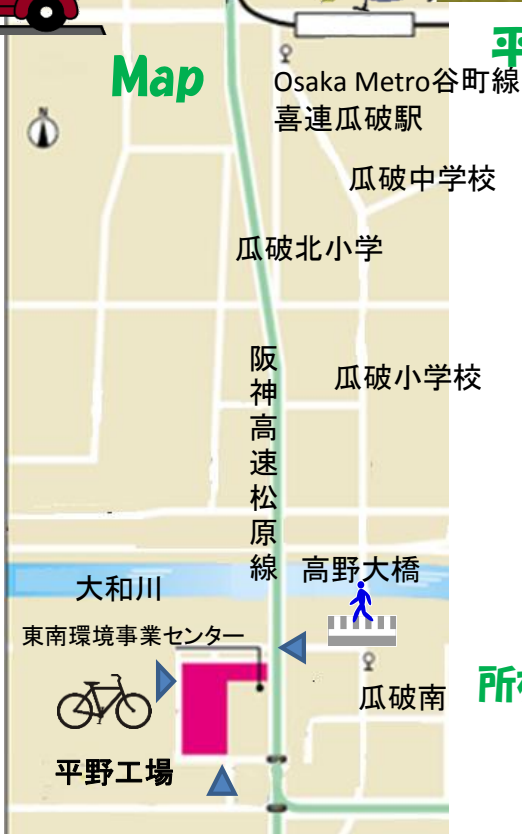 Map
平
N
Osaka Metro谷町線
喜連瓜破駅
瓜破中学校
瓜破北小学
瓜破小学校
阪神高速松原線
高野大橋
大和川
東南環境事業センター
瓜破南
所在
平野工場